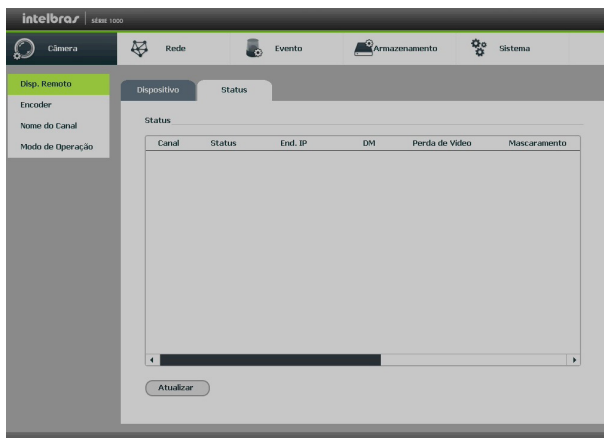 intelbras SÉRIE 1000
Câmera Rede Evento Armazenamento Sistema
Disp. Remoto
Encoder
Nome do Canal
Modo de Operação
Dispositivo Status
Status
Canal Status End. IP DM Perda de Vídeo Mascaramento
Atualizar